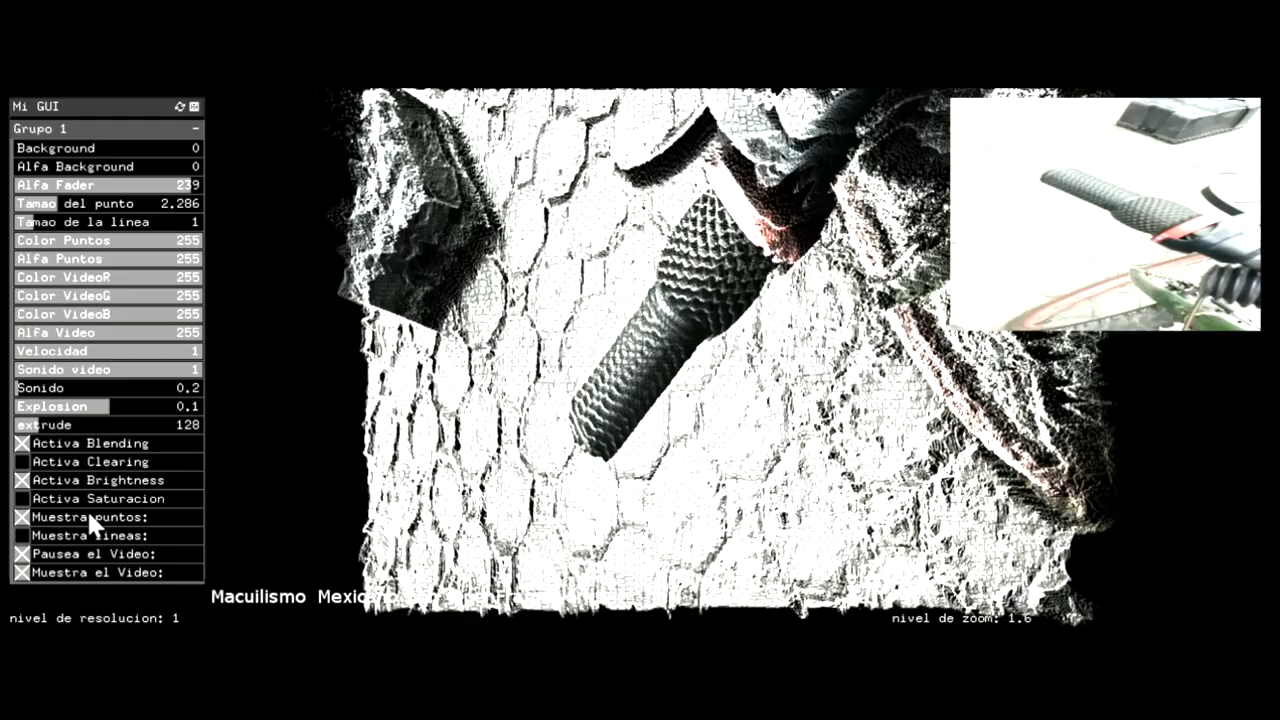 Mi GUI
Grupo 1 -
Background 0
Alfa Background 0
Alfa Fader 239
Tamao del punto 2.286
Tamao de la linea 1
Color Puntos 255
Alfa Puntos 255
Color VideoR 255
Color VideoG 255
Color VideoB 255
Alfa Video 255
Velocidad 1
Sonido video 1
Sonido 0.2
Explosion 0.1
extrude 128
Activa Blending
Activa Clearing
Activa Brightness
Activa Saturacion
Muestra puntos:
Muestra lineas:
Pausea el Video:
Muestra el Video:
Macuilismo
nivel de resolucion: 1
nivel de zoom: 1.6